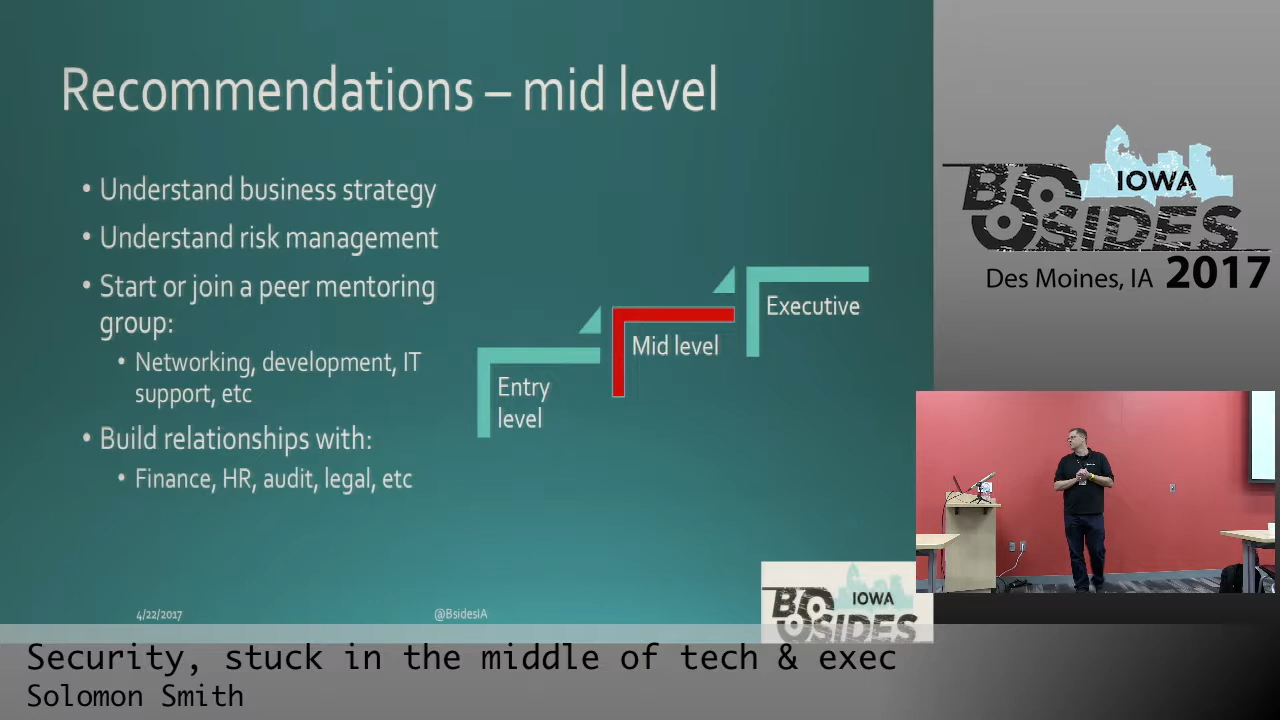 Recommendations – mid level
• Understand business strategy
• Understand risk management
• Start or join a peer mentoring
group:
• Networking, development, IT
support, etc
• Build relationships with:
• Finance, HR, audit, legal, etc
Entry
level
Mid level
Executive
4/22/2017
@BsidesIA
IOWA
BSIDES
IOWA
BSIDES
Des Moines, IA 2017
Security, stuck in the middle of tech & exec
Solomon Smith